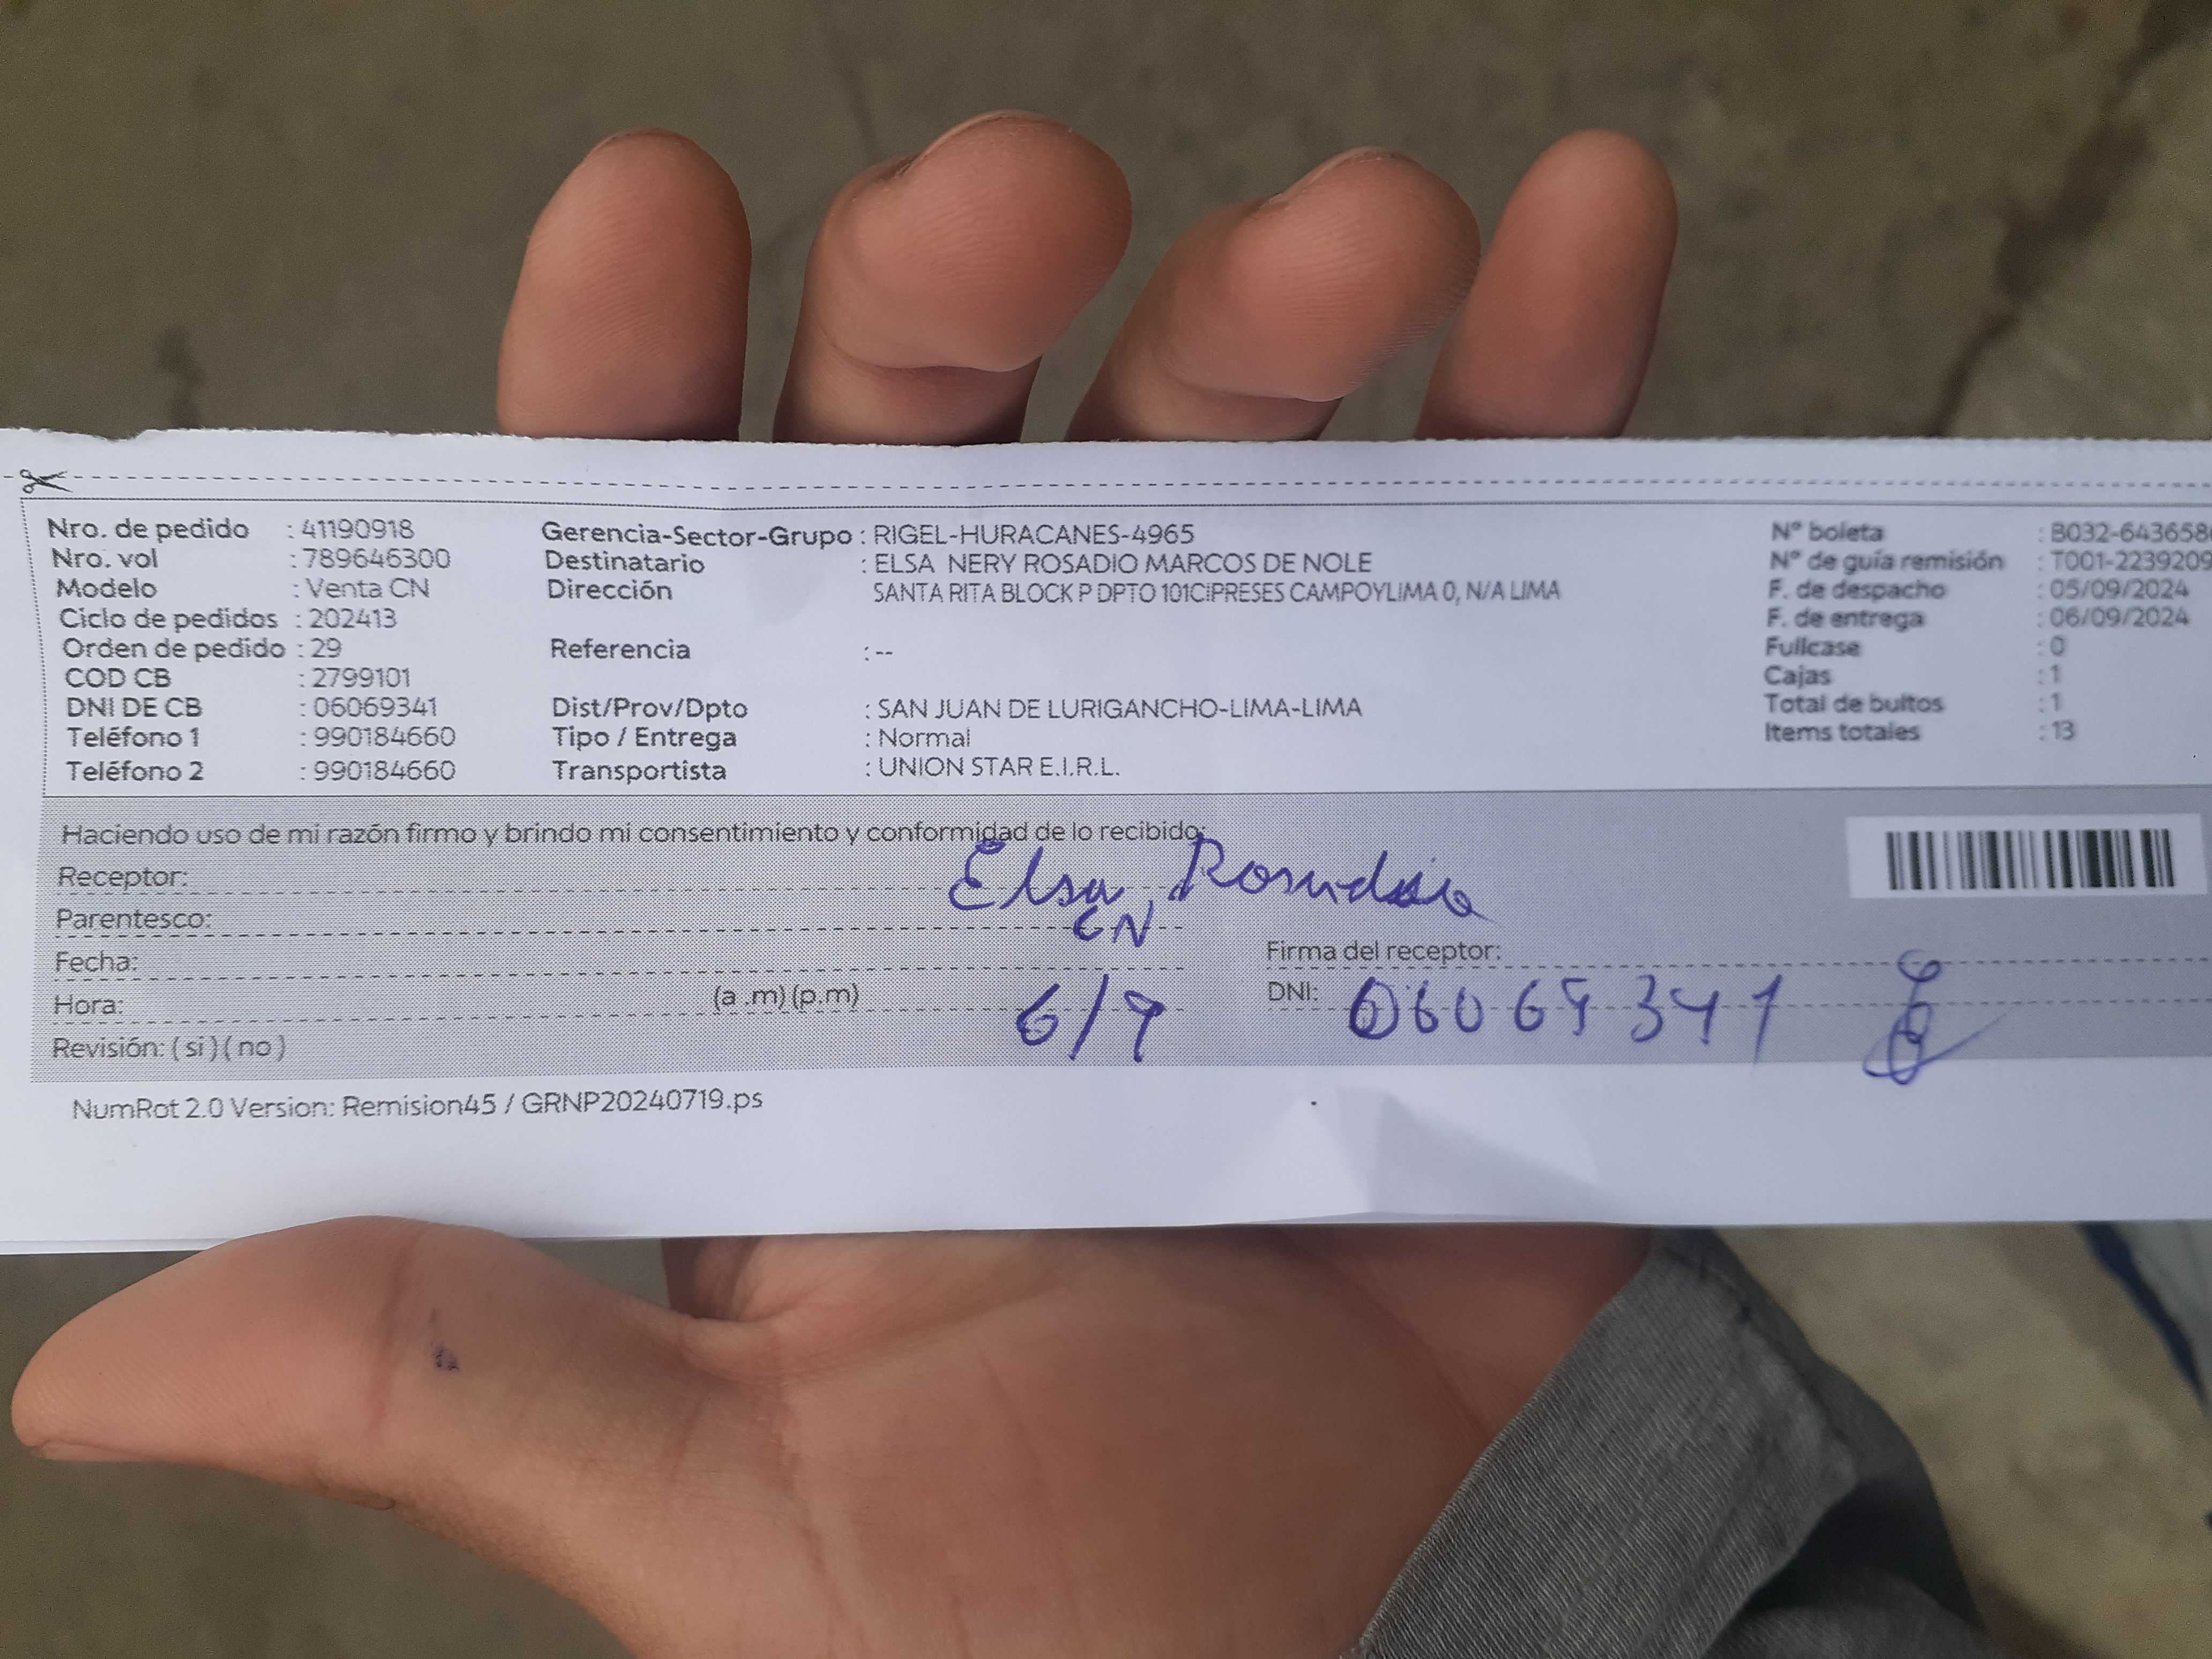 Nro. de pedido : 41190918 Gerencia-Sector-Grupo : RIGEL-HURACANES-4965 N° boleta : B032-643658
Nro. vol : 789646300 Destinatario : ELSA NERY ROSADIO MARCOS DE NOLE N° de guía remisión : T001-2239209
Modelo : Venta CN Dirección SANTA RITA BLOCK P DPTO 101CIPRESES CAMPOYLIMA 0, N/A LIMA F. de despacho : 05/09/2024
Ciclo de pedidos : 202413 F. de entrega : 06/09/2024
Orden de pedido : 29 Referencia : -- Fullcase : 0
COD CB : 2799101 Cajas : 1
DNI DE CB : 06069341 Dist/Prov/Dpto : SAN JUAN DE LURIGANCHO-LIMA-LIMA Total de bultos : 1
Teléfono 1 : 990184660 Tipo / Entrega : Normal Items totales : 13
Teléfono 2 : 990184660 Transportista : UNION STAR E.I.R.L.
Haciendo uso de mi razón firmo y brindo mi consentimiento y conformidad de lo recibido:
Receptor: Elsa Rosadio
Parentesco: CN
Fecha: Firma del receptor:
Hora: (a .m) (p.m) 6/9 DNI: 06069341
Revisión: ( si ) ( no )
NumRot 2.0 Version: Remision45 / GRNP20240719.ps